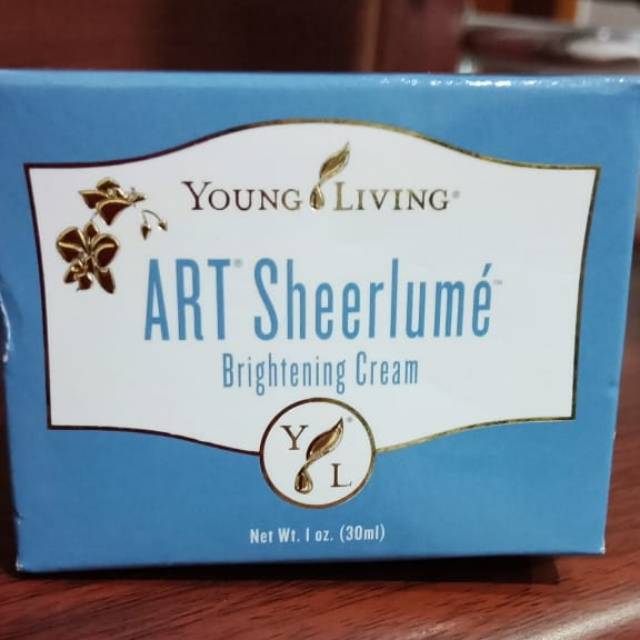 YOUNG LIVING®
ART® Sheerlumé™
Brightening Cream
Y L®
Net Wt. 1 oz. (30ml)